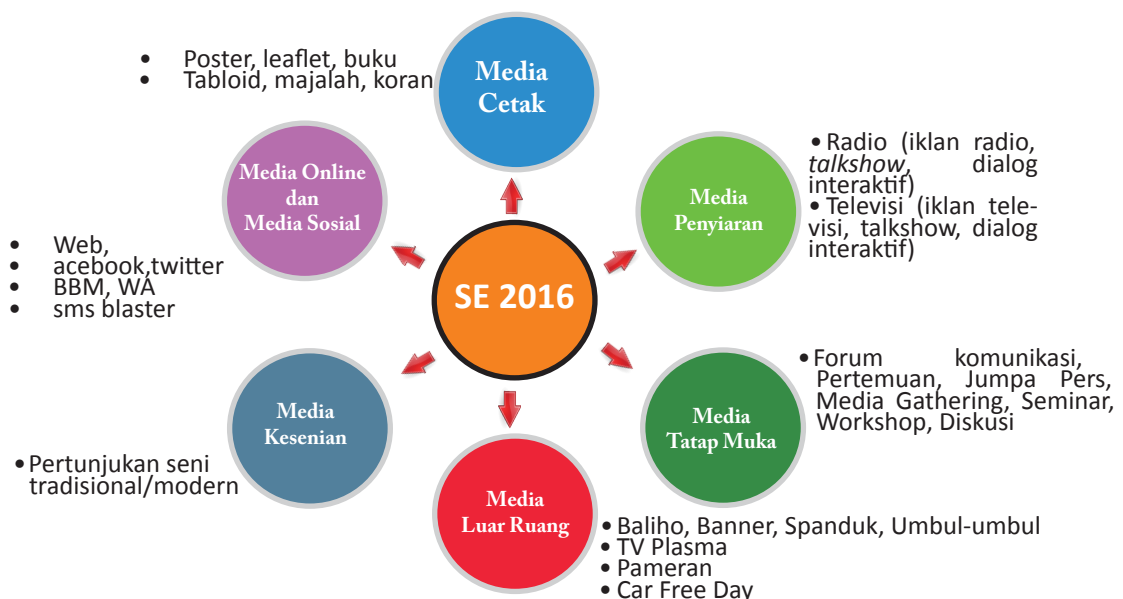 • Poster, leaflet, buku
• Tabloid, majalah, koran
Media
Cetak
Media Online
dan
Media Sosial
• Web,
• acebook,twitter
• BBM, WA
• sms blaster
Media
Penyiaran
• Radio (iklan radio,
talkshow, dialog
interaktif)
• Televisi (iklan tele-
visi, talkshow, dialog
interaktif)
SE 2016
Media
Kesenian
• Pertunjukan seni
tradisional/modern
Media
Tatap Muka
• Forum komunikasi,
Pertemuan, Jumpa Pers,
Media Gathering, Seminar,
Workshop, Diskusi
Media
Luar Ruang
• Baliho, Banner, Spanduk, Umbul-umbul
• TV Plasma
• Pameran
• Car Free Day